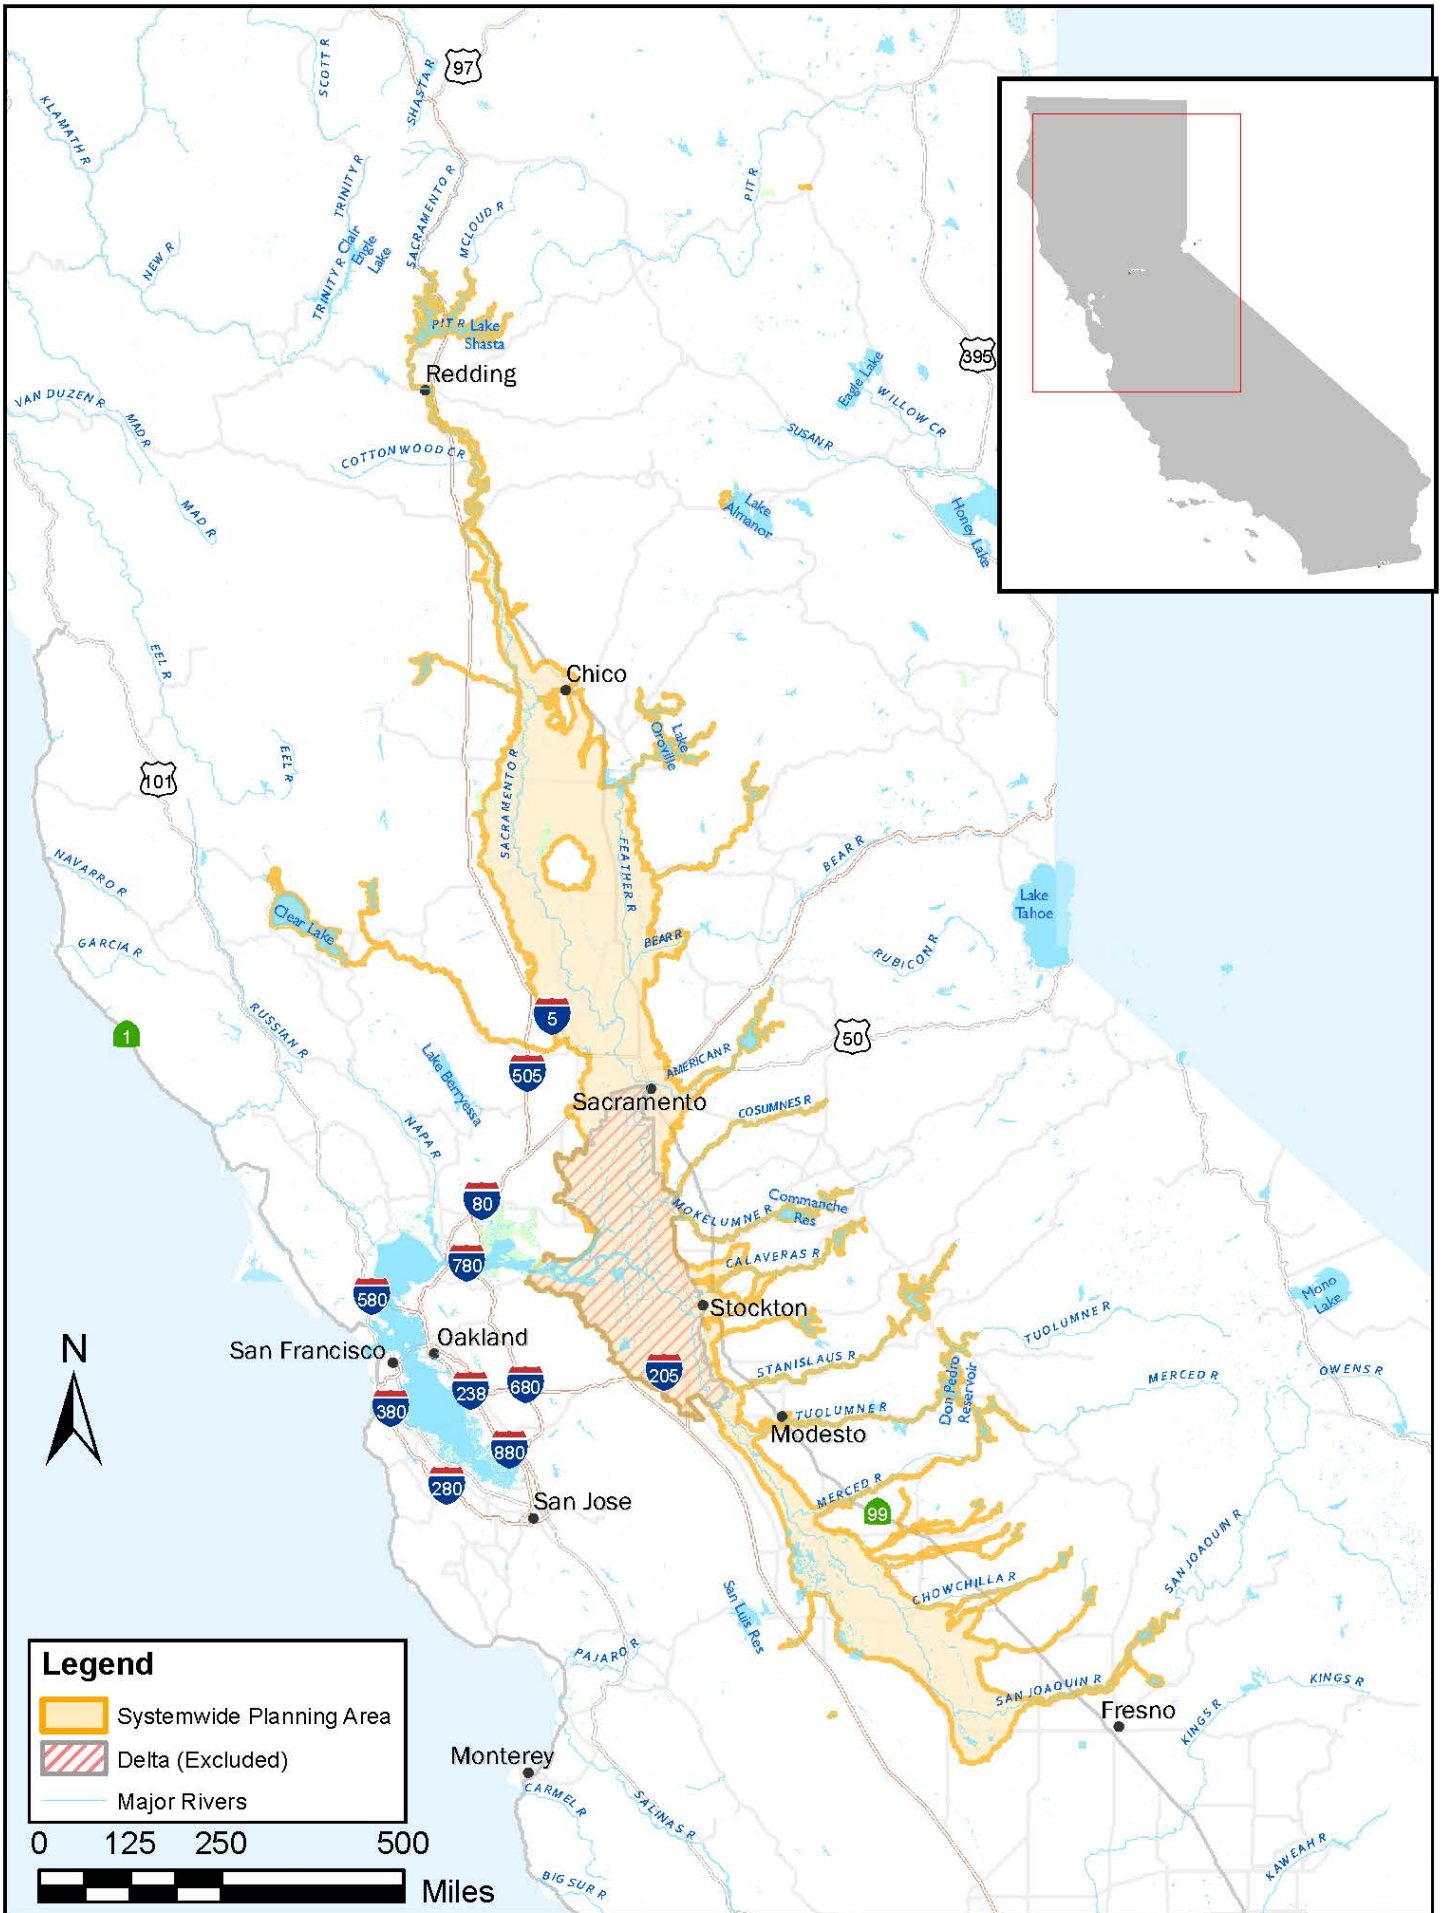 97
KLAMATH R
SCOTT R
SHASTA R
TRINITY R
SACRAMENTO R
MCLOUD R
PIT R
NEW R
TRINITY R
Clair
Engle
Lake
PIT R
Lake
Shasta
395
Redding
Eagle Lake
WILLOW CR
SUSAN R
VAN DUZEN R
MAD R
COTTONWOOD CR
MAD R
Lake
Almanor
Honey Lake
EEL R
Chico
Lake
Oroville
EEL R
101
SACRAMENTO R
FEATHER R
BEAR R
NAVARRO R
Clear Lake
Lake
Tahoe
GARCIA R
BEAR R
RUBICON R
1
RUSSIAN R
5
50
505
Lake Berryessa
AMERICAN R
Sacramento
COSUMNES R
NAPA R
80
MOKELUMNE R
Commanche
Res
780
CALAVERAS R
580
Stockton
Mono
Lake
N
San Francisco
Oakland
TUOLUMNE R
STANISLAUS R
205
238
680
380
Don Pedro
Reservoir
MERCED R
OWENS R
TUOLUMNE R
Modesto
880
280
MERCED R
San Jose
99
SAN JOAQUIN R
CHOWCHILLA R
San Luis Res
PAJARO R
SAN JOAQUIN R
KINGS R
KINGS R
Fresno
Monterey
CARMEL R
SALINAS R
BIG SUR R
KAWEAH R
Legend
Systemwide Planning Area
Delta (Excluded)
Major Rivers
0 125 250 500
Miles